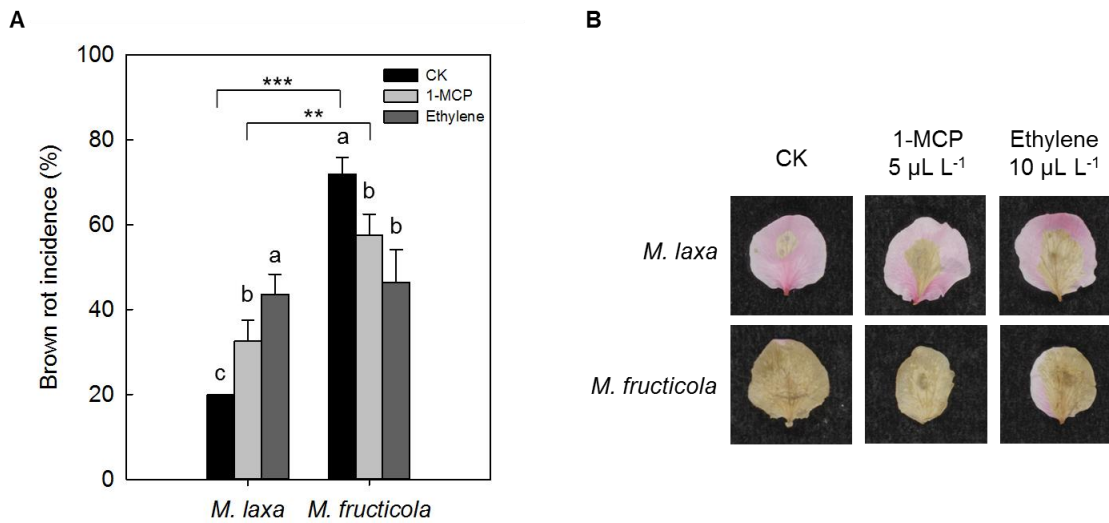 A
B
100
80
60
40
20
0
Brown rot incidence (%)
CK
1-MCP
Ethylene
***
**
c
b
a
a
b
b
M. laxa
M. fructicola
CK
1-MCP
5 µL L-1
Ethylene
10 µL L-1
M. laxa
M. fructicola